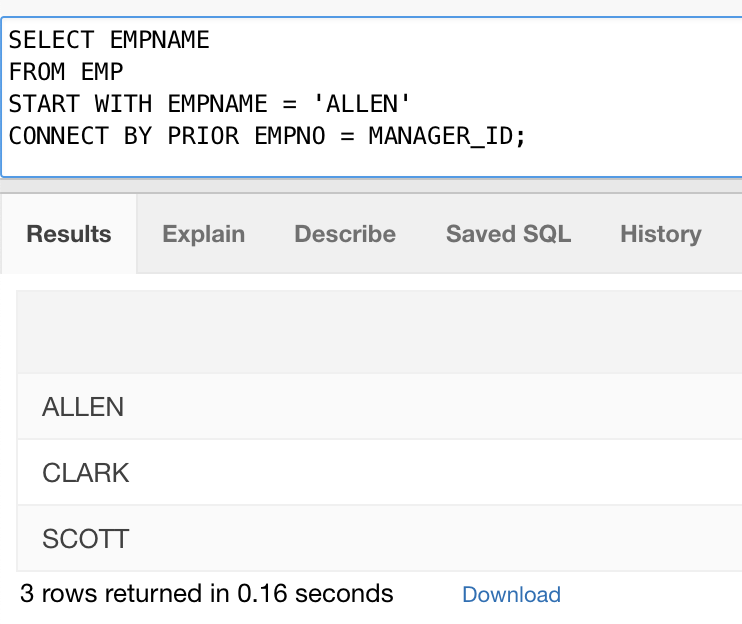 SELECT EMPNAME
FROM EMP
START WITH EMPNAME = 'ALLEN'
CONNECT BY PRIOR EMPNO = MANAGER_ID;
Results Explain Describe Saved SQL History
ALLEN
CLARK
SCOTT
3 rows returned in 0.16 seconds Download